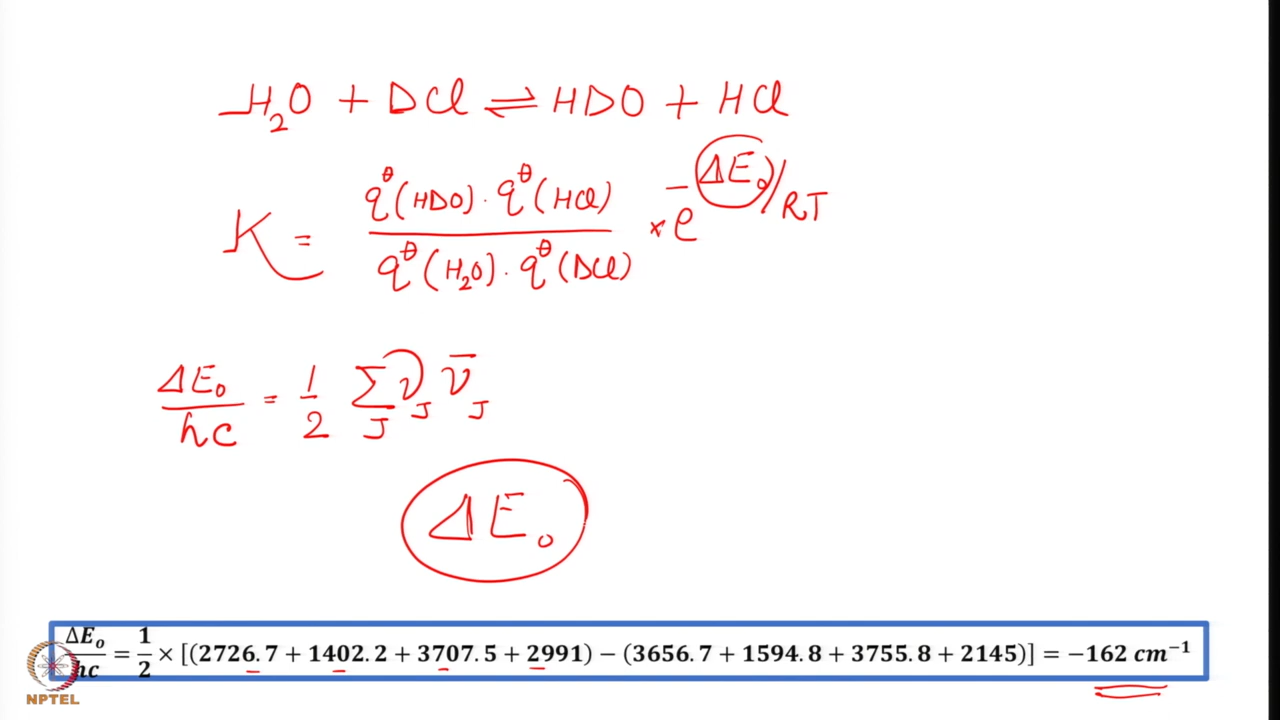 H₂O + DCl ⇌ HDO + HCl
K = q^θ(HDO) · q^θ(HCl) / q^θ(H₂O) · q^θ(DCl) × e^(−ΔE₀/RT)
ΔE₀/hc = 1/2 Σ_J ν_J ν̄_J
ΔE₀
ΔE₀/hc = 1/2 × [(2726.7 + 1402.2 + 3707.5 + 2991) − (3656.7 + 1594.8 + 3755.8 + 2145)] = −162 cm⁻¹
NPTEL